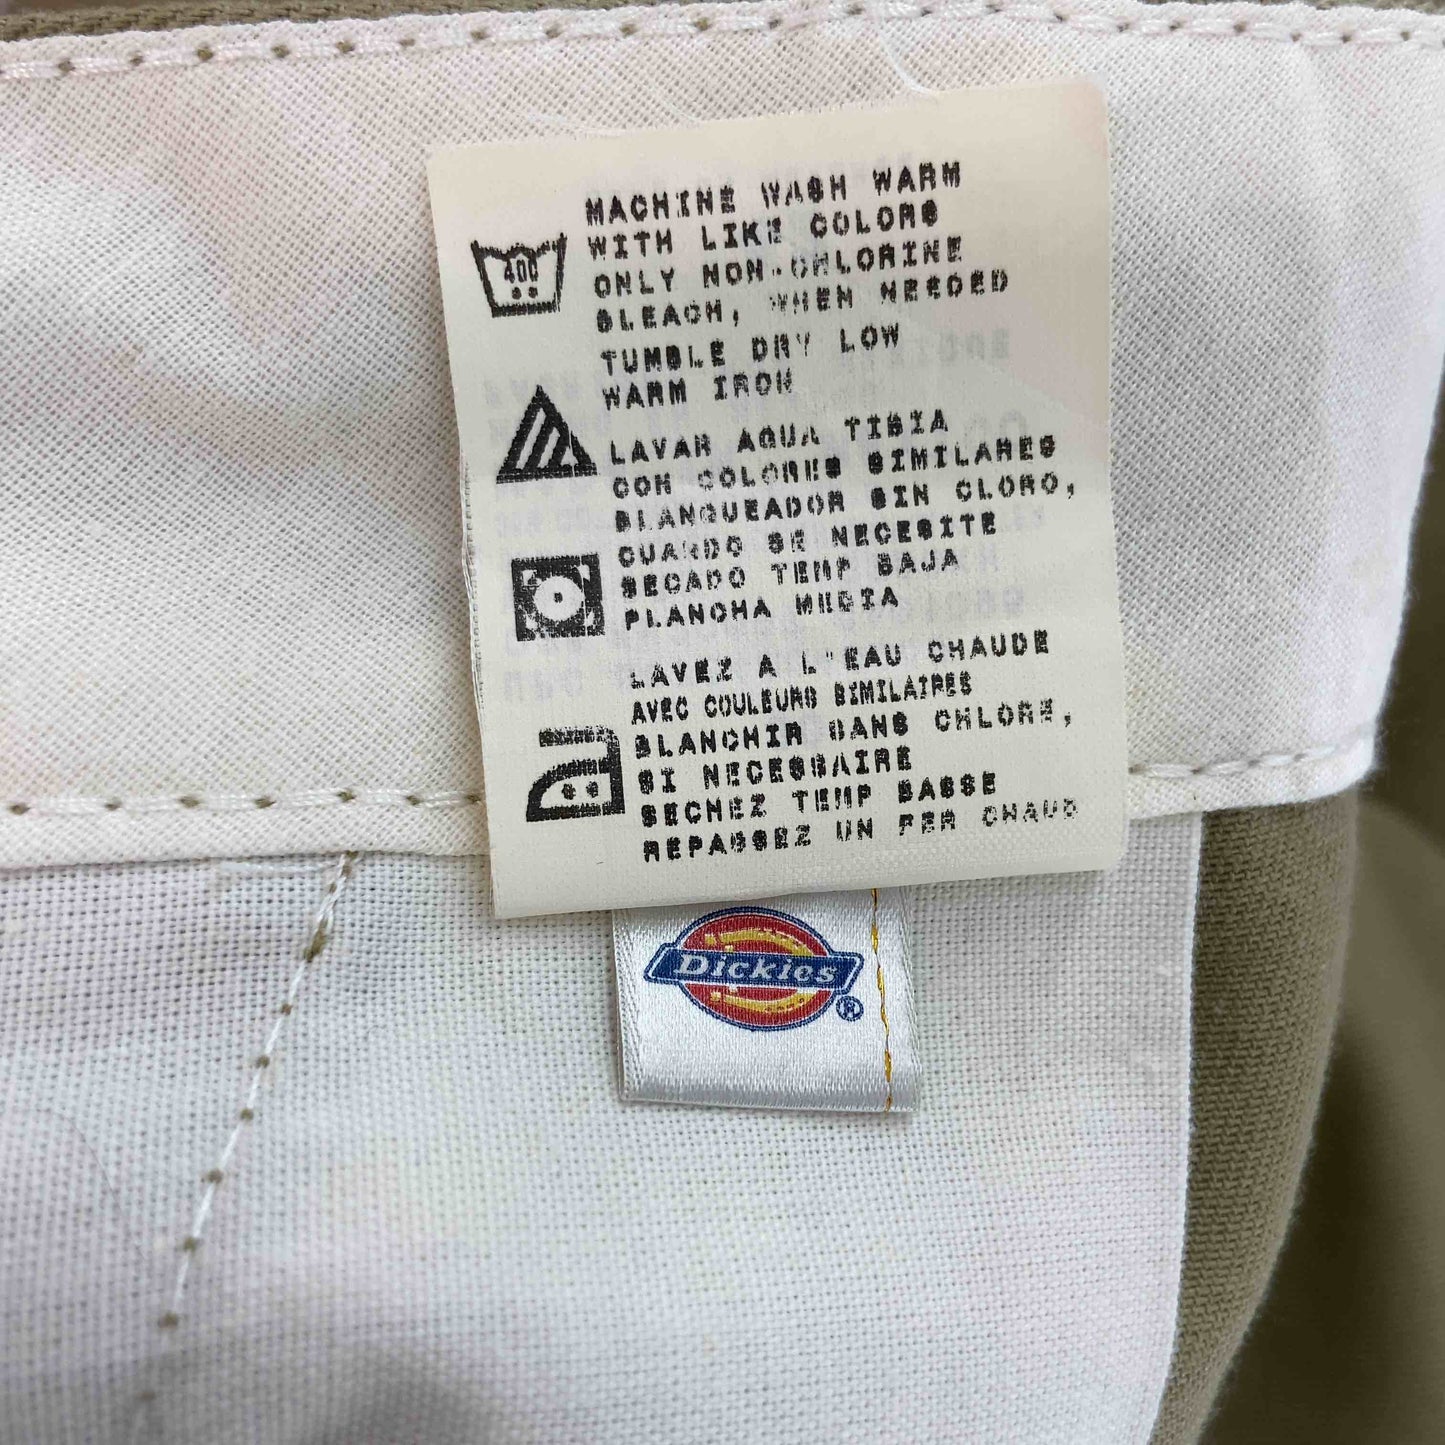 MACHINE WASH WARM
WITH LIKE COLORS
ONLY NON-CHLORINE
BLEACH, WHEN NEEDED
TUMBLE DRY LOW
WARM IRON
LAVAR AGUA TIBIA
CON COLORES SIMILARES
BLANQUEADOR SIN CLORO,
CUANDO SE NECESITE
SECADO TEMP BAJA
PLANCHA MEDIA
LAVEZ A L'EAU CHAUDE
AVEC COULEURS SIMILAIRES
BLANCHIR SANS CHLORE,
SI NECESSAIRE
SECHEZ TEMP BASSE
REPASSEZ UN FER CHAUD
40C
Dickies
®